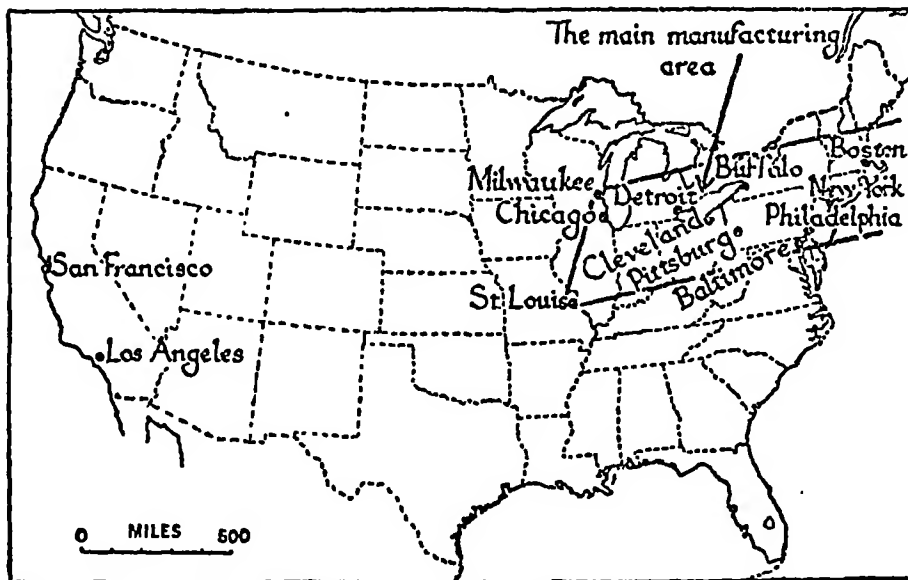 The main manufacturing
area
Boston
Buffalo
Milwaukee
Detroit
New York
Chicago
Philadelphia
Cleveland
Pittsburg
Baltimore
San Francisco
St Louis
Los Angeles
0 MILES 500